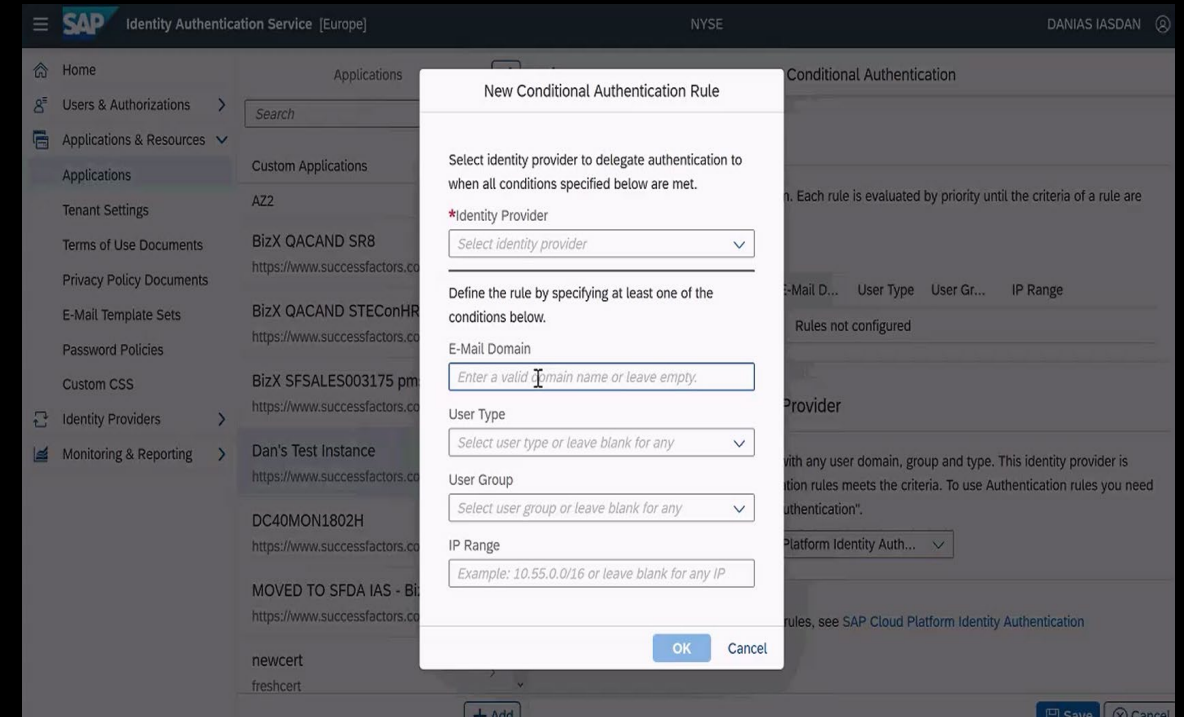 SAP Identity Authentication Service [Europe]
NYSE
DANIAS IASDAN
Home
Users & Authorizations
Applications & Resources
Applications
Tenant Settings
Terms of Use Documents
Privacy Policy Documents
E-Mail Template Sets
Password Policies
Custom CSS
Identity Providers
Monitoring & Reporting
Applications
Search
Custom Applications
AZ2
BizX QACAND SR8
https://www.successfactors.co
BizX QACAND STEConHR
https://www.successfactors.co
BizX SFSALES003175 pm
https://www.successfactors.co
Dan's Test Instance
https://www.successfactors.co
DC40MON1802H
https://www.successfactors.co
MOVED TO SFDA IAS - Bi
https://www.successfactors.co
newcert
freshcert
Add
New Conditional Authentication Rule
Select identity provider to delegate authentication to
when all conditions specified below are met.
*Identity Provider
Select identity provider
Define the rule by specifying at least one of the
conditions below.
E-Mail Domain
Enter a valid domain name or leave empty.
User Type
Select user type or leave blank for any
User Group
Select user group or leave blank for any
IP Range
Example: 10.55.0.0/16 or leave blank for any IP
OK Cancel
Conditional Authentication
n. Each rule is evaluated by priority until the criteria of a rule are
E-Mail D... User Type User Gr... IP Range
Rules not configured
Provider
with any user domain, group and type. This identity provider is
tion rules meets the criteria. To use Authentication rules you need
uthentication".
Platform Identity Auth...
rules, see SAP Cloud Platform Identity Authentication
Save Cancel